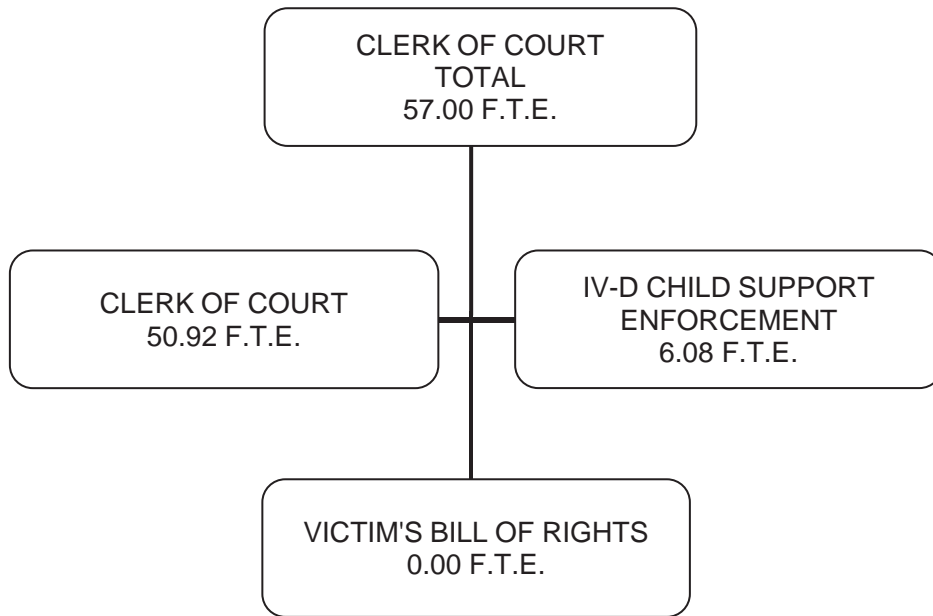 CLERK OF COURT
TOTAL
57.00 F.T.E.
CLERK OF COURT
50.92 F.T.E.
IV-D CHILD SUPPORT
ENFORCEMENT
6.08 F.T.E.
VICTIM'S BILL OF RIGHTS
0.00 F.T.E.